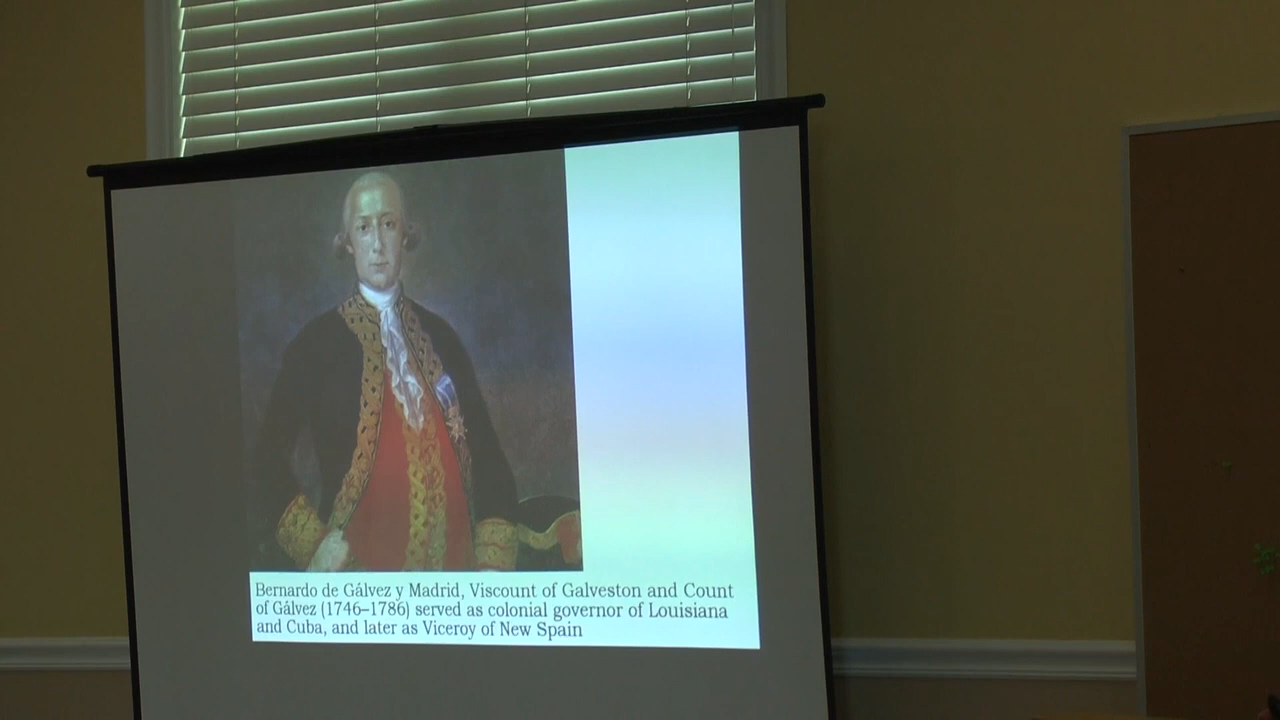 Bernardo de Gálvez y Madrid, Viscount of Galveston and Count
of Gálvez (1746–1786) served as colonial governor of Louisiana
and Cuba, and later as Viceroy of New Spain